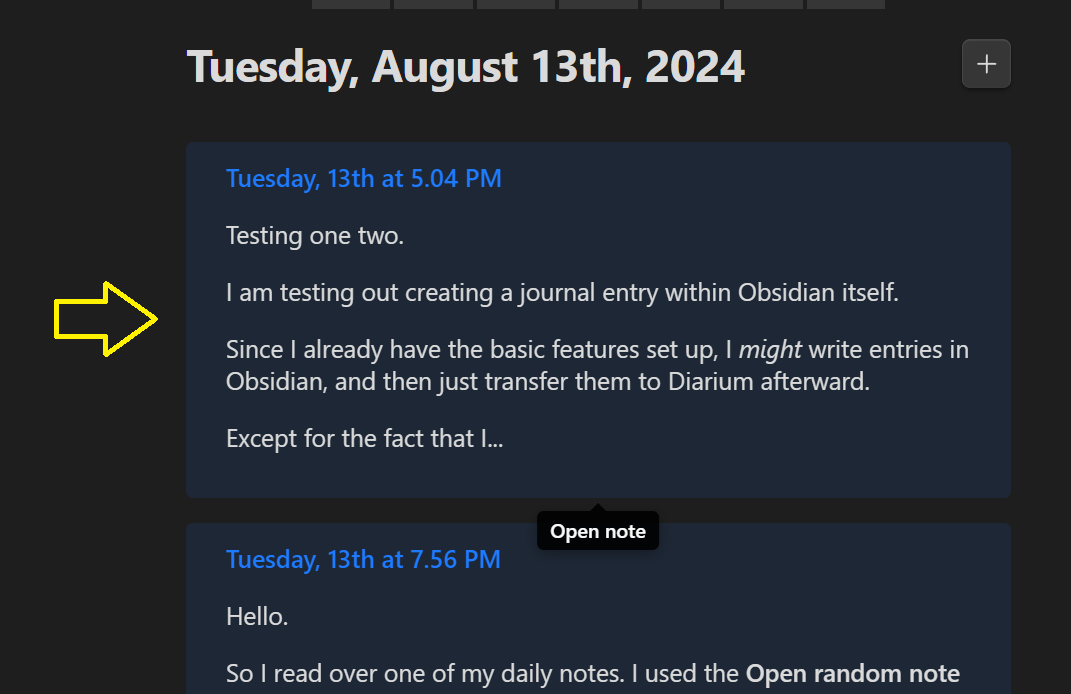 Tuesday, August 13th, 2024
+
Tuesday, 13th at 5.04 PM
Testing one two.
I am testing out creating a journal entry within Obsidian itself.
Since I already have the basic features set up, I might write entries in
Obsidian, and then just transfer them to Diarium afterward.
Except for the fact that I...
Open note
Tuesday, 13th at 7.56 PM
Hello.
So I read over one of my daily notes. I used the Open random note